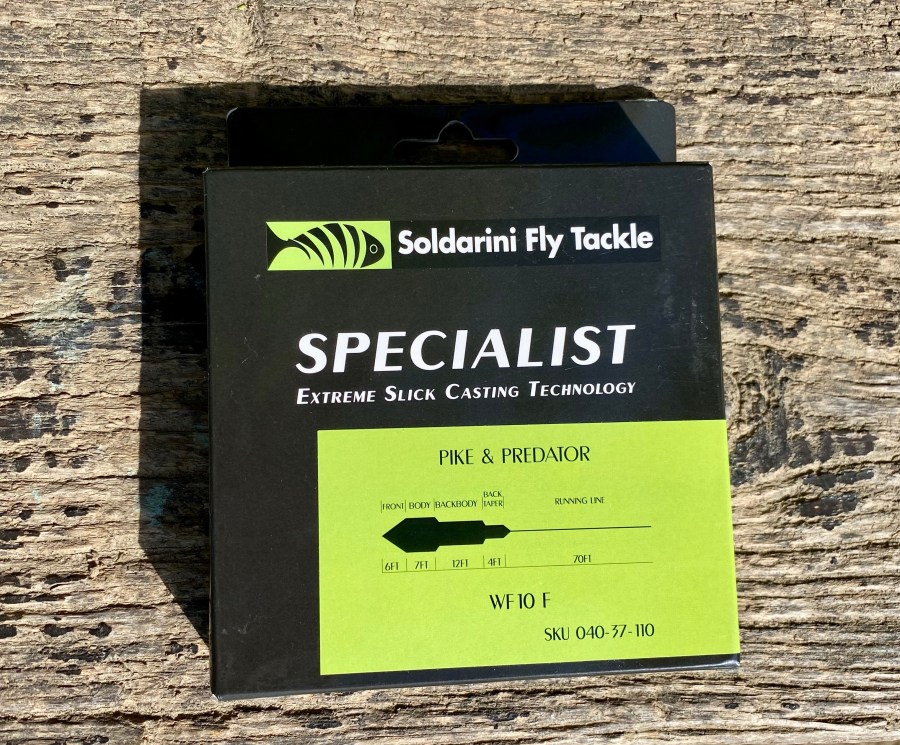 Soldarini Fly Tackle
SPECIALIST
EXTREME SLICK CASTING TECHNOLOGY
PIKE & PREDATOR
FRONT BODY BACKBODY BACK TAPER RUNNING LINE
6FT 7FT 12FT 4FT 70FT
WF10 F
SKU 040-37-110